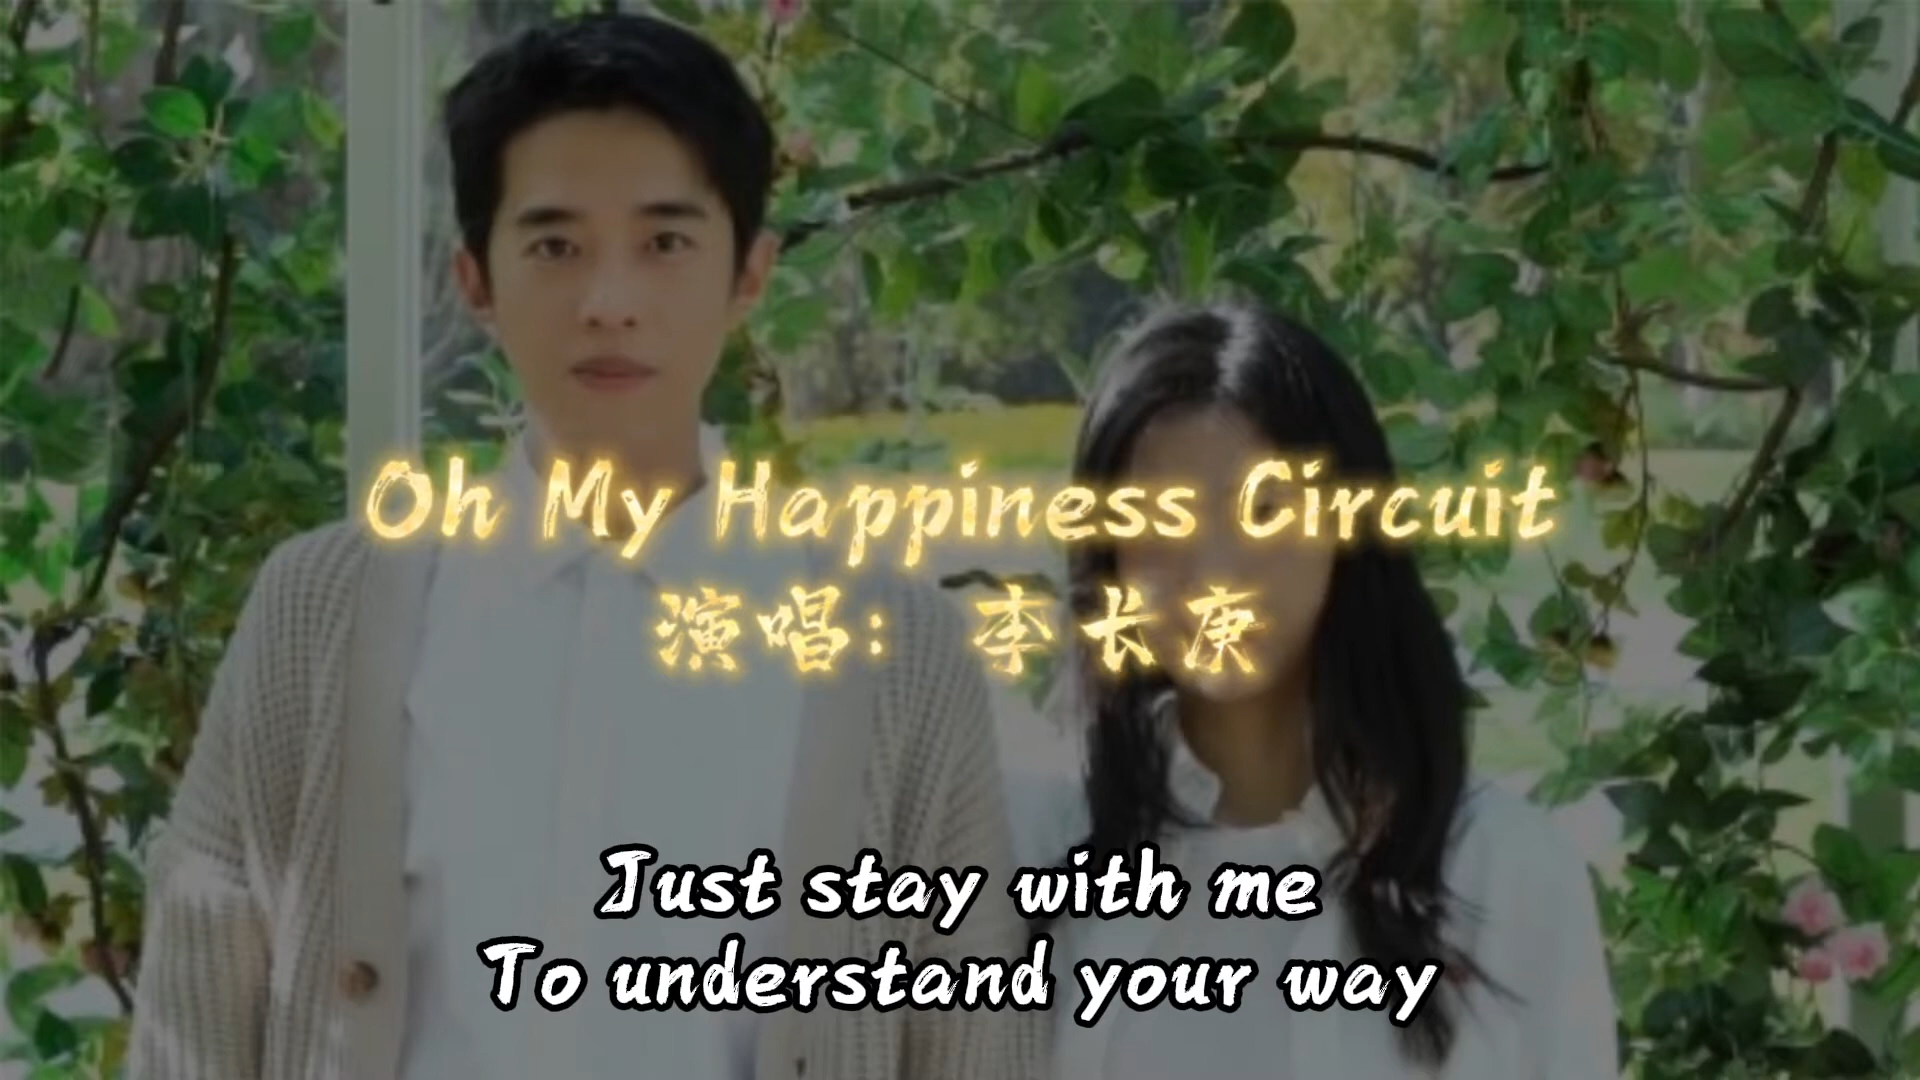 Oh My Happiness Circuit
演唱：李长庚
Just stay with me
To understand your way